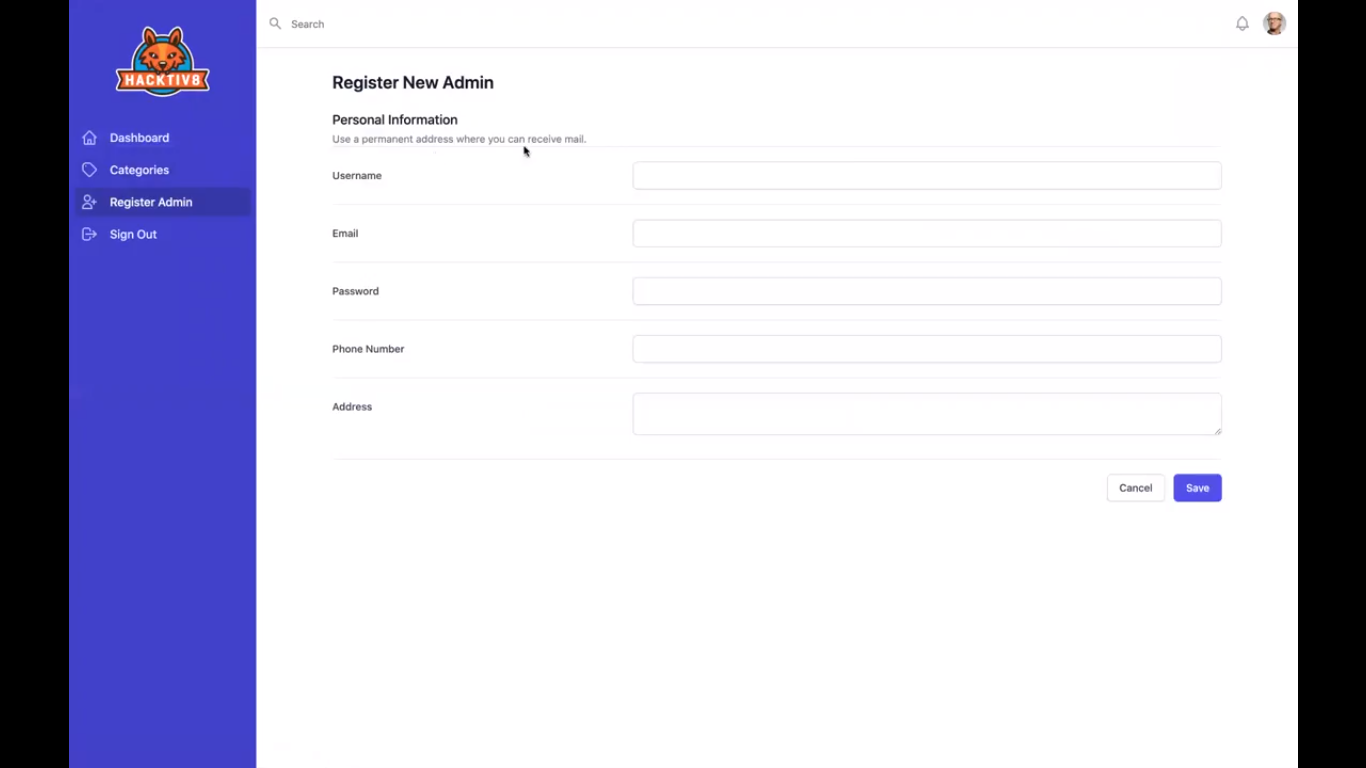 HACKTIV8
Dashboard
Categories
Register Admin
Sign Out
Search
Register New Admin
Personal Information
Use a permanent address where you can receive mail.
Username
Email
Password
Phone Number
Address
Cancel
Save